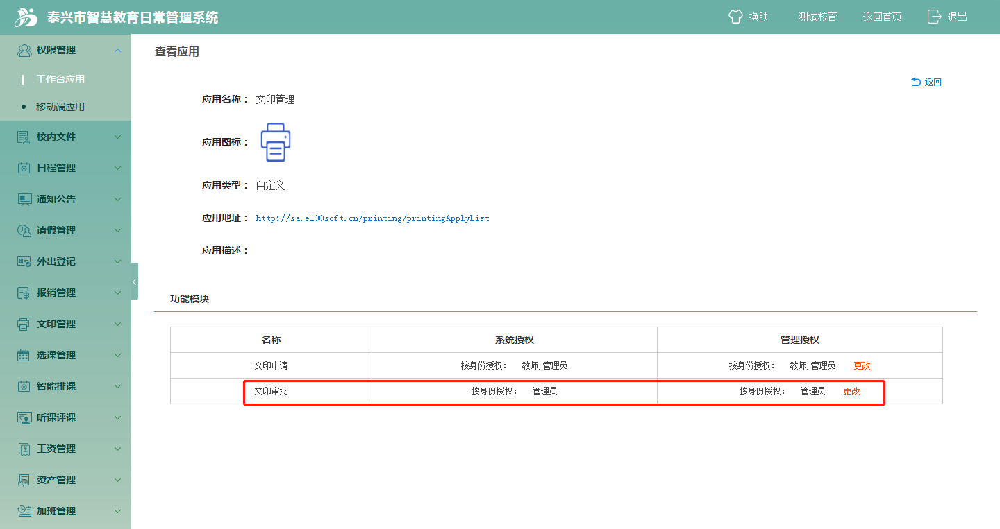 泰兴市智慧教育日常管理系统
换肤 测试校管 返回首页 退出
权限管理
工作台应用
移动端应用
校内文件
日程管理
通知公告
请假管理
外出登记
报销管理
文印管理
选课管理
智能排课
听课评课
工资管理
资产管理
加班管理
查看应用
返回
应用名称： 文印管理
应用图标：
应用类型： 自定义
应用地址： http://sa.e100soft.cn/printing/printingApplyList
应用描述：
功能模块
名称 系统授权 管理授权
文印申请 按身份授权： 教师,管理员 按身份授权： 教师,管理员 更改
文印审批 按身份授权： 管理员 按身份授权： 管理员 更改